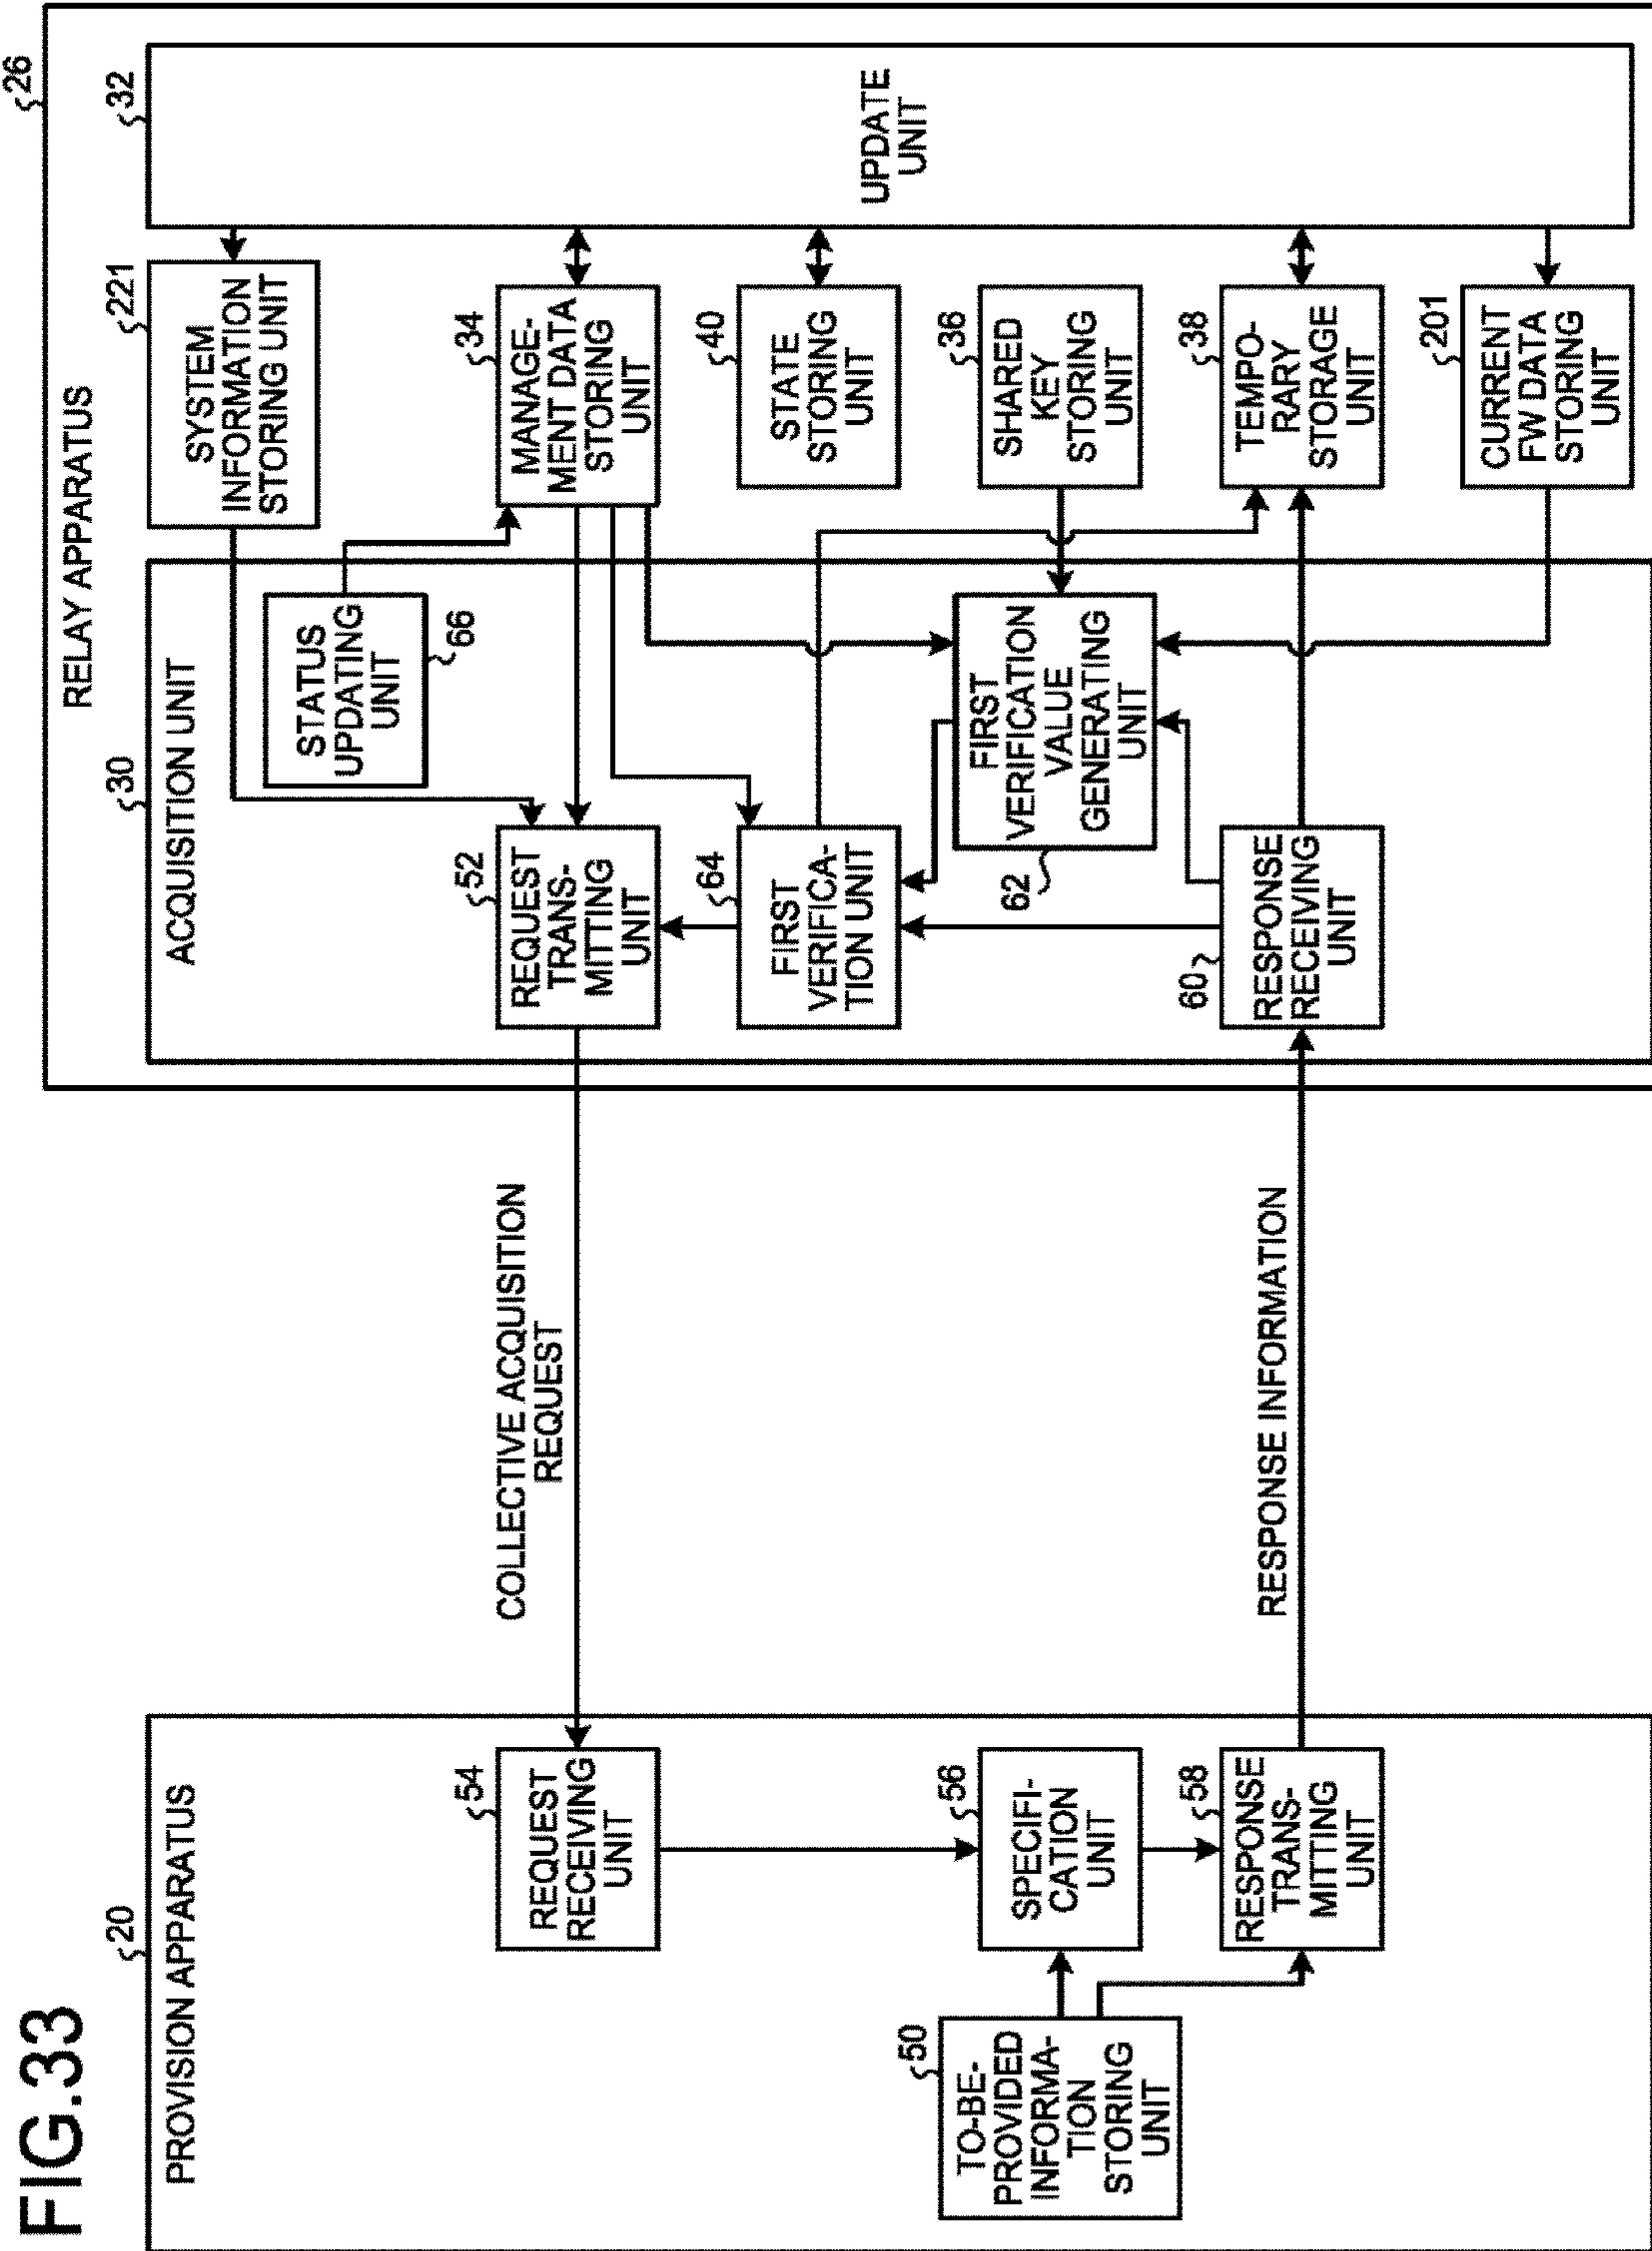 FIG.33
PROVISION APPARATUS
20
REQUEST
RECEIVING
UNIT
54
TO-BE-
PROVIDED
INFORMA-
TION
STORING
UNIT
50
SPECIFI-
CATION
UNIT
56
RESPONSE
TRANS-
MITTING
UNIT
58
COLLECTIVE ACQUISITION
REQUEST
RESPONSE INFORMATION
RELAY APPARATUS
26
ACQUISITION UNIT
30
REQUEST
TRANS-
MITTING
UNIT
52
STATUS
UPDATING
UNIT
66
FIRST
VERIFICA-
TION UNIT
64
FIRST
VERIFICATION
VALUE
GENERATING
UNIT
62
RESPONSE
RECEIVING
UNIT
60
SYSTEM
INFORMATION
STORING UNIT
221
MANAGE-
MENT DATA
STORING
UNIT
34
STATE
STORING
UNIT
40
SHARED
KEY
STORING
UNIT
36
TEMPO-
RARY
STORAGE
UNIT
38
CURRENT
FW DATA
STORING
UNIT
201
UPDATE
UNIT
32